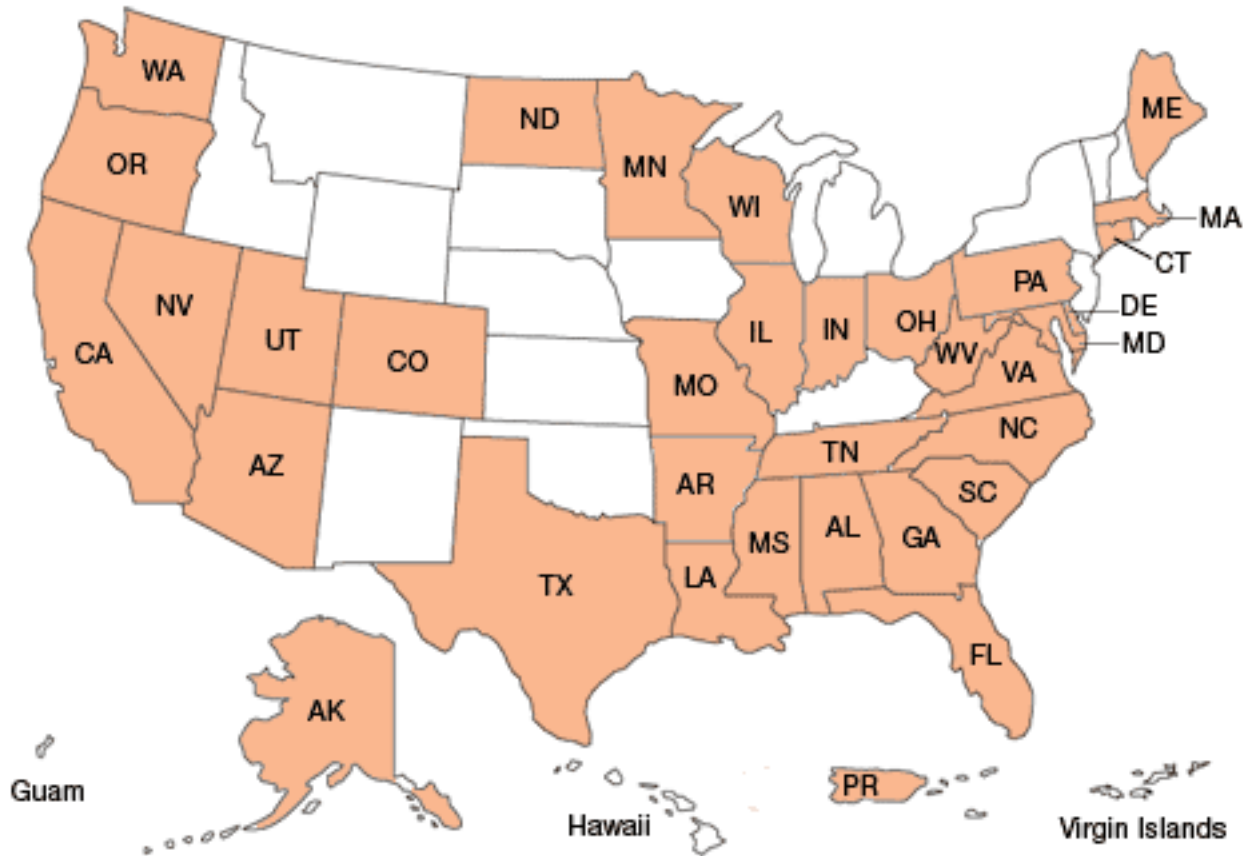 WA
ND
ME
OR
MN
WI
MA
CT
NV
PA
DE
UT
IL
IN
OH
MD
CA
CO
WV
VA
MO
NC
TN
AZ
AR
SC
MS
AL
GA
LA
TX
FL
AK
Guam
PR
Hawaii
Virgin Islands